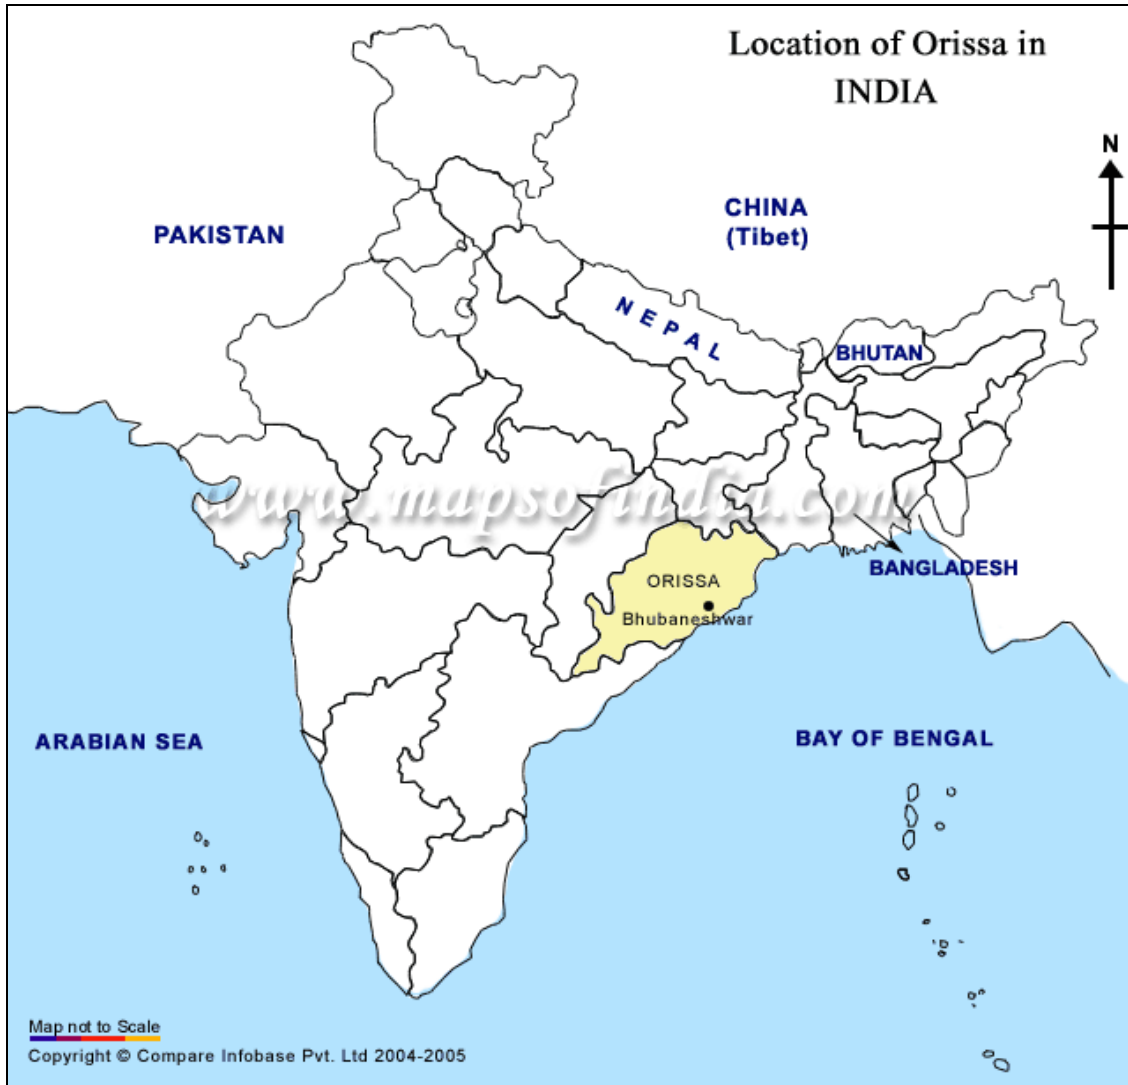 Location of Orissa in
INDIA
N
CHINA
(Tibet)
PAKISTAN
NEPAL
BHUTAN
www.mapsofindia.com
BANGLADESH
ORISSA
Bhubaneshwar
ARABIAN SEA
BAY OF BENGAL
Map not to Scale
Copyright © Compare Infobase Pvt. Ltd 2004-2005